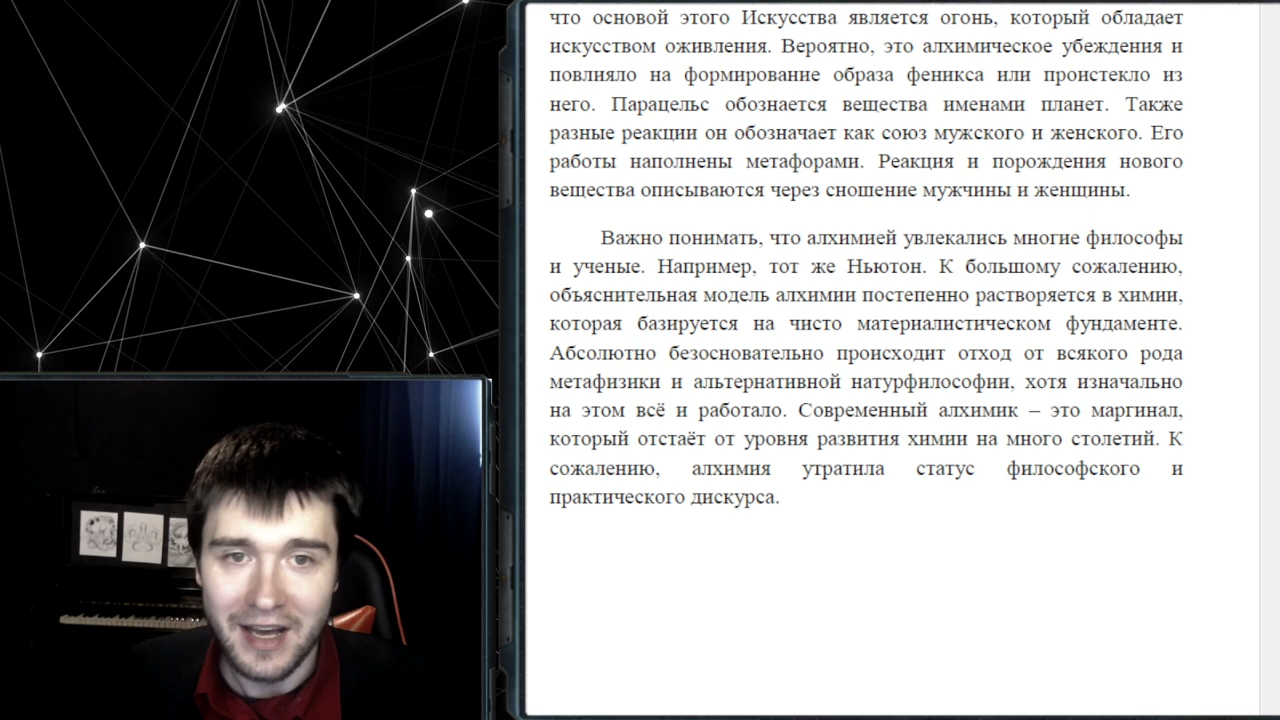 что основой этого Искусства является огонь, который обладает
искусством оживления. Вероятно, это алхимическое убеждения и
повлияло на формирование образа феникса или проистекло из
него. Парацельс обозначается вещества именами планет. Также
разные реакции он обозначает как союз мужского и женского. Его
работы наполнены метафорами. Реакция и порождения нового
вещества описываются через сношение мужчины и женщины.
Важно понимать, что алхимией увлекались многие философы
и ученые. Например, тот же Ньютон. К большому сожалению,
объяснительная модель алхимии постепенно растворяется в химии,
которая базируется на чисто материалистическом фундаменте.
Абсолютно безосновательно происходит отход от всякого рода
метафизики и альтернативной натурфилософии, хотя изначально
на этом всё и работало. Современный алхимик – это маргинал,
который отстаёт от уровня развития химии на много столетий. К
сожалению, алхимия утратила статус философского и
практического дискурса.